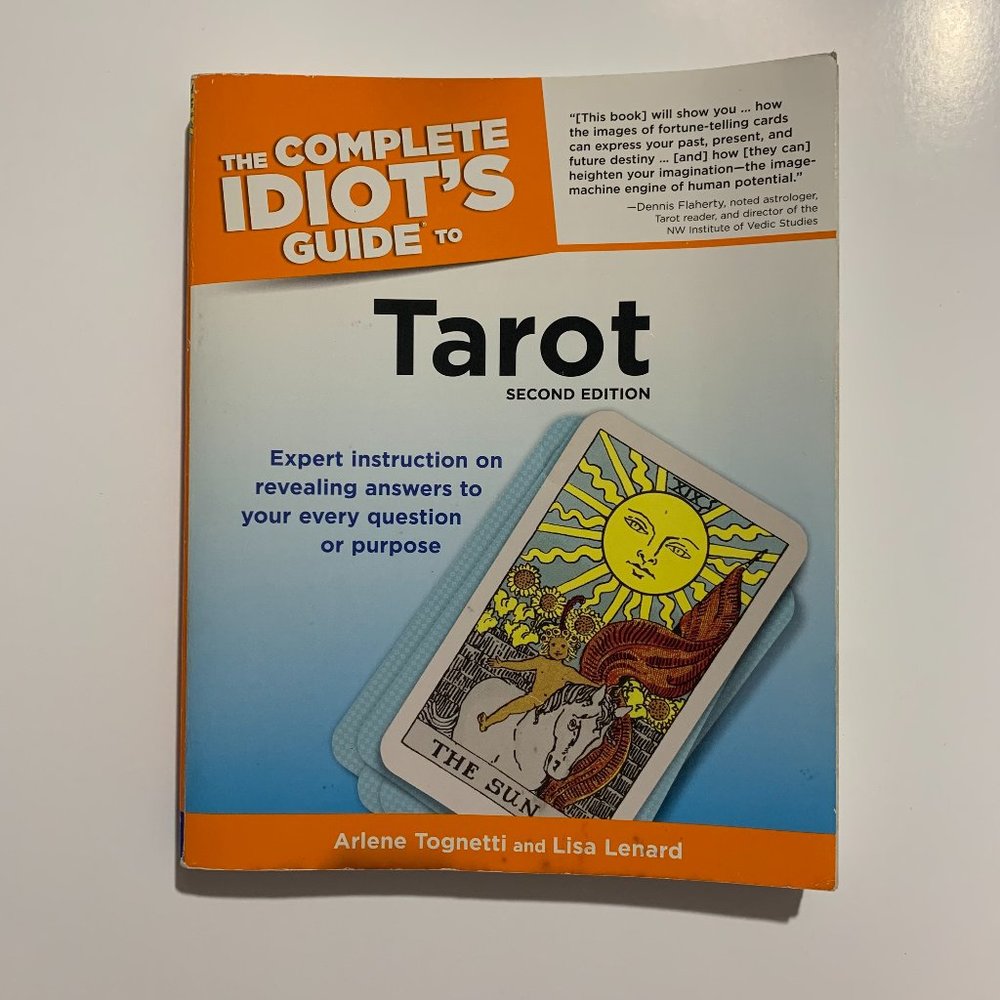 THE COMPLETE
IDIOT'S
GUIDE® TO
“[This book] will show you ... how
the images of fortune-telling cards
can express your past, present, and
future destiny ... [and] how [they can]
heighten your imagination—the image-
machine engine of human potential.”
—Dennis Flaherty, noted astrologer,
Tarot reader, and director of the
NW Institute of Vedic Studies
Tarot
SECOND EDITION
Expert instruction on
revealing answers to
your every question
or purpose
XIX
THE SUN
Arlene Tognetti and Lisa Lenard